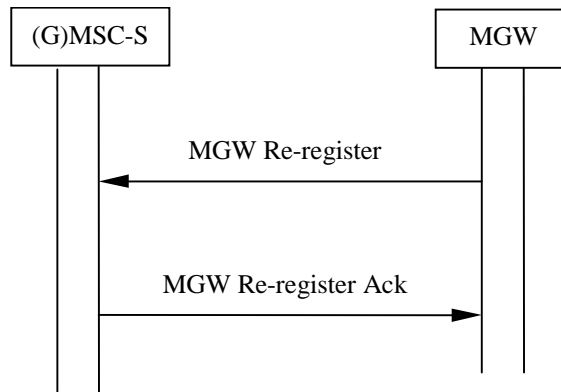 (G)MSC-S
MGW
MGW Re-register
MGW Re-register Ack